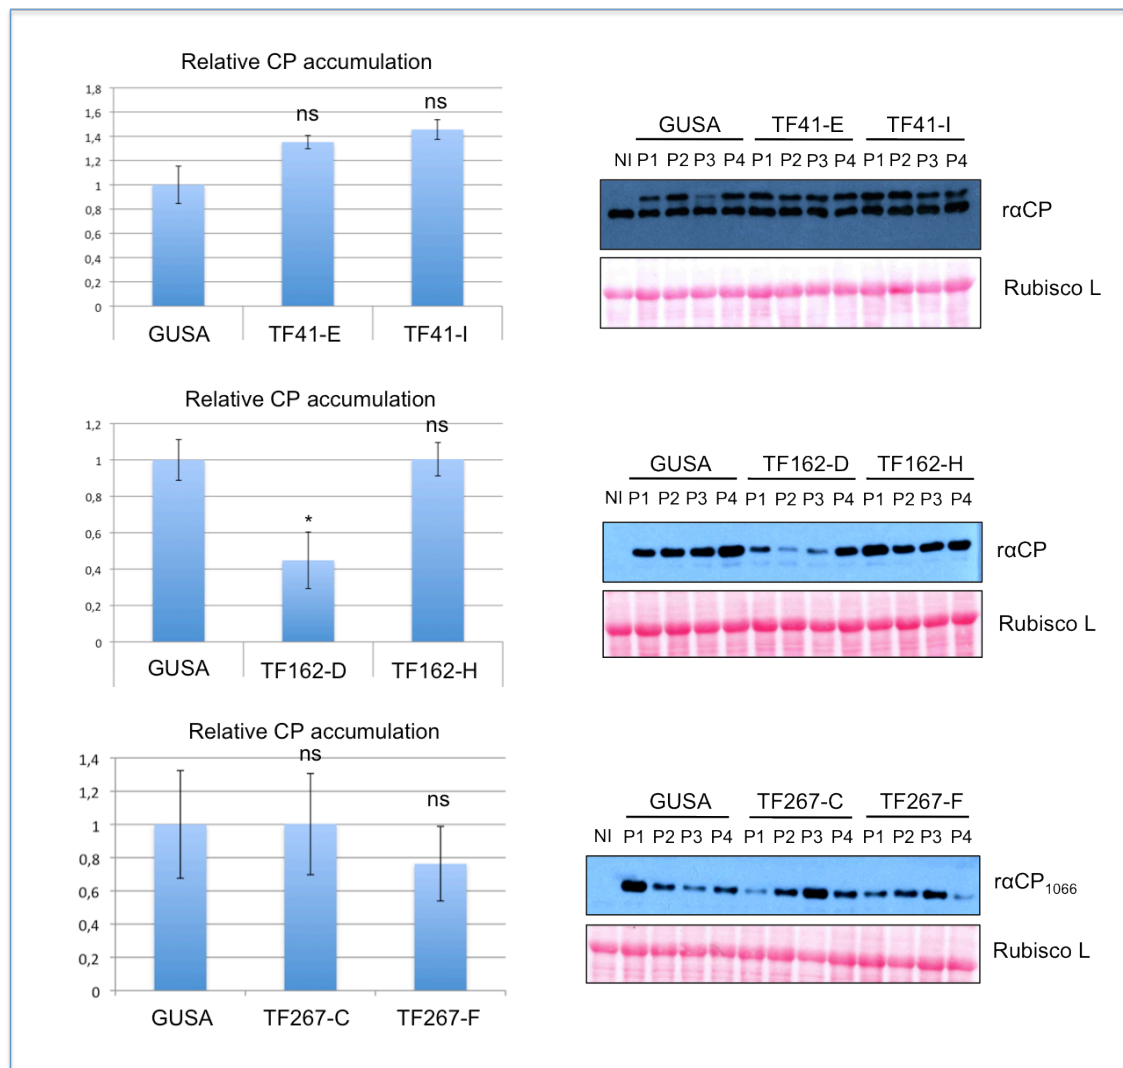 Relative CP accumulation
1,8
1,6
1,4
1,2
1
0,8
0,6
0,4
0,2
0
ns
ns
GUSA TF41-E TF41-I
GUSA TF41-E TF41-I
NI P1 P2 P3 P4 P1 P2 P3 P4 P1 P2 P3 P4
rαCP
Rubisco L
Relative CP accumulation
1,2
1
0,8
0,6
0,4
0,2
0
*
ns
GUSA TF162-D TF162-H
GUSA TF162-D TF162-H
NI P1 P2 P3 P4 P1 P2 P3 P4 P1 P2 P3 P4
rαCP
Rubisco L
Relative CP accumulation
1,4
1,2
1
0,8
0,6
0,4
0,2
0
ns
ns
GUSA TF267-C TF267-F
GUSA TF267-C TF267-F
NI P1 P2 P3 P4 P1 P2 P3 P4 P1 P2 P3 P4
rαCP1066
Rubisco L